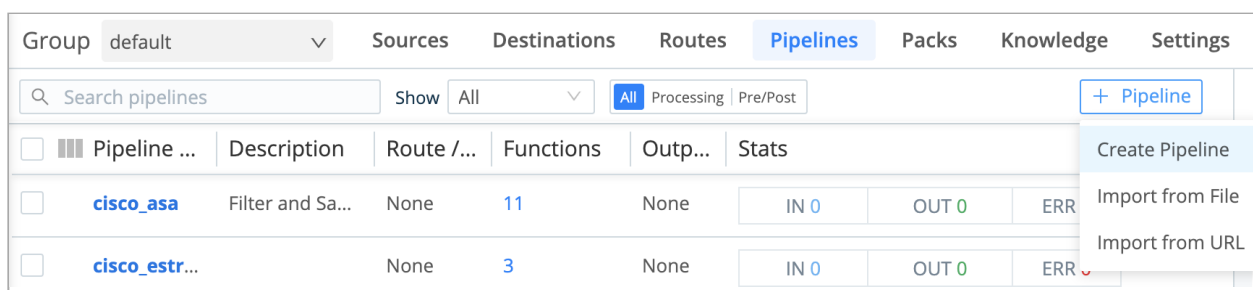 Group default Sources Destinations Routes Pipelines Packs Knowledge Settings
Search pipelines Show All All Processing Pre/Post + Pipeline
Pipeline ... Description Route /... Functions Outp... Stats
Create Pipeline
cisco_asa Filter and Sa... None 11 None IN 0 OUT 0 ERR
Import from File
Import from URL
cisco_estr... None 3 None IN 0 OUT 0 ERR